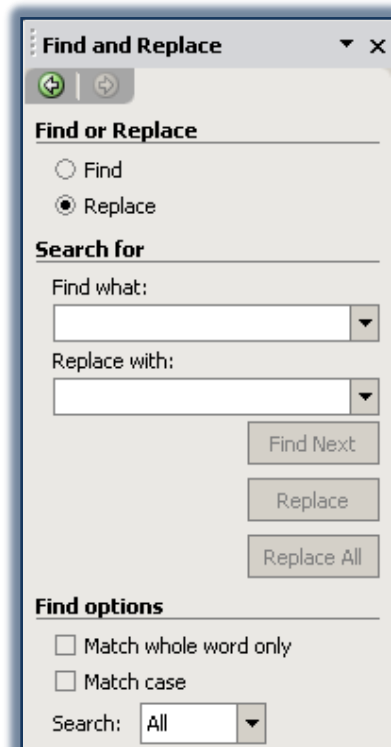 Find and Replace
Find or Replace
Find
Replace
Search for
Find what:
Replace with:
Find Next
Replace
Replace All
Find options
Match whole word only
Match case
Search: All